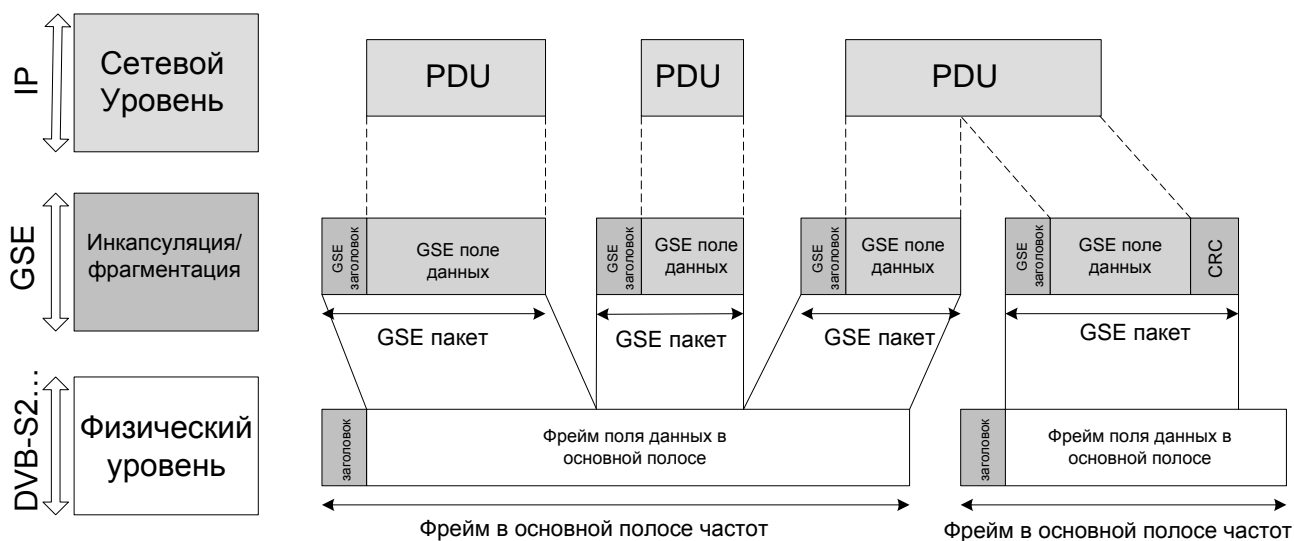 IP
Сетевой
Уровень
PDU
PDU
PDU
GSE
Инкапсуляция/
фрагментация
GSE
заголовок
GSE поле
данных
GSE
заголовок
GSE поле
данных
GSE
заголовок
GSE поле
данных
GSE
заголовок
GSE поле
данных
CRC
GSE пакет
GSE пакет
GSE пакет
GSE пакет
DVB-S2...
Физический
уровень
заголовок
Фрейм поля данных в
основной полосе
заголовок
Фрейм поля данных в
основной полосе
Фрейм в основной полосе частот
Фрейм в основной полосе частот